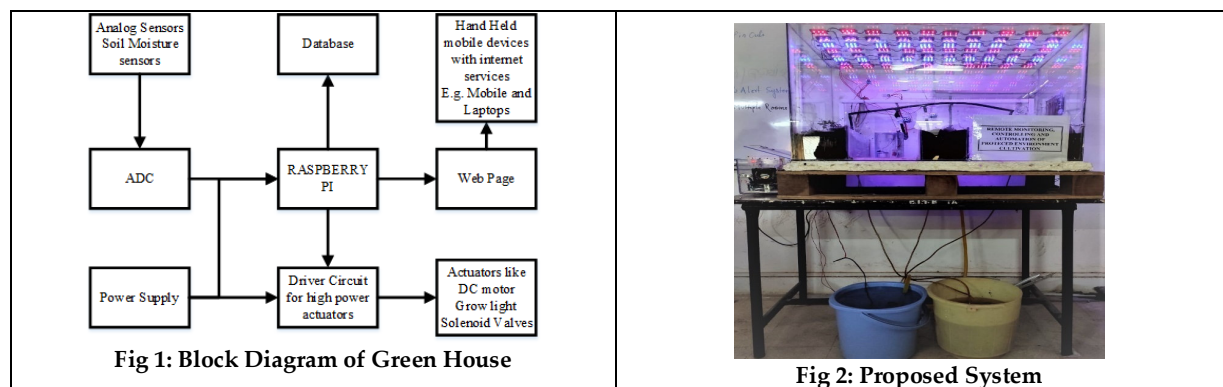 Analog Sensors
Soil Moisture
sensors
Database
Hand Held
mobile devices
with internet
services
E.g. Mobile and
Laptops
ADC
RASPBERRY
PI
Web Page
Power Supply
Driver Circuit
for high power
actuators
Actuators like
DC motor
Grow light
Solenoid Valves
Fig 1: Block Diagram of Green House
Alert System
REMOTE MONITORING,
CONTROLLING AND
AUTOMATION OF
PROTECTED ENVIRONMENT
CULTIVATION
Fig 2: Proposed System